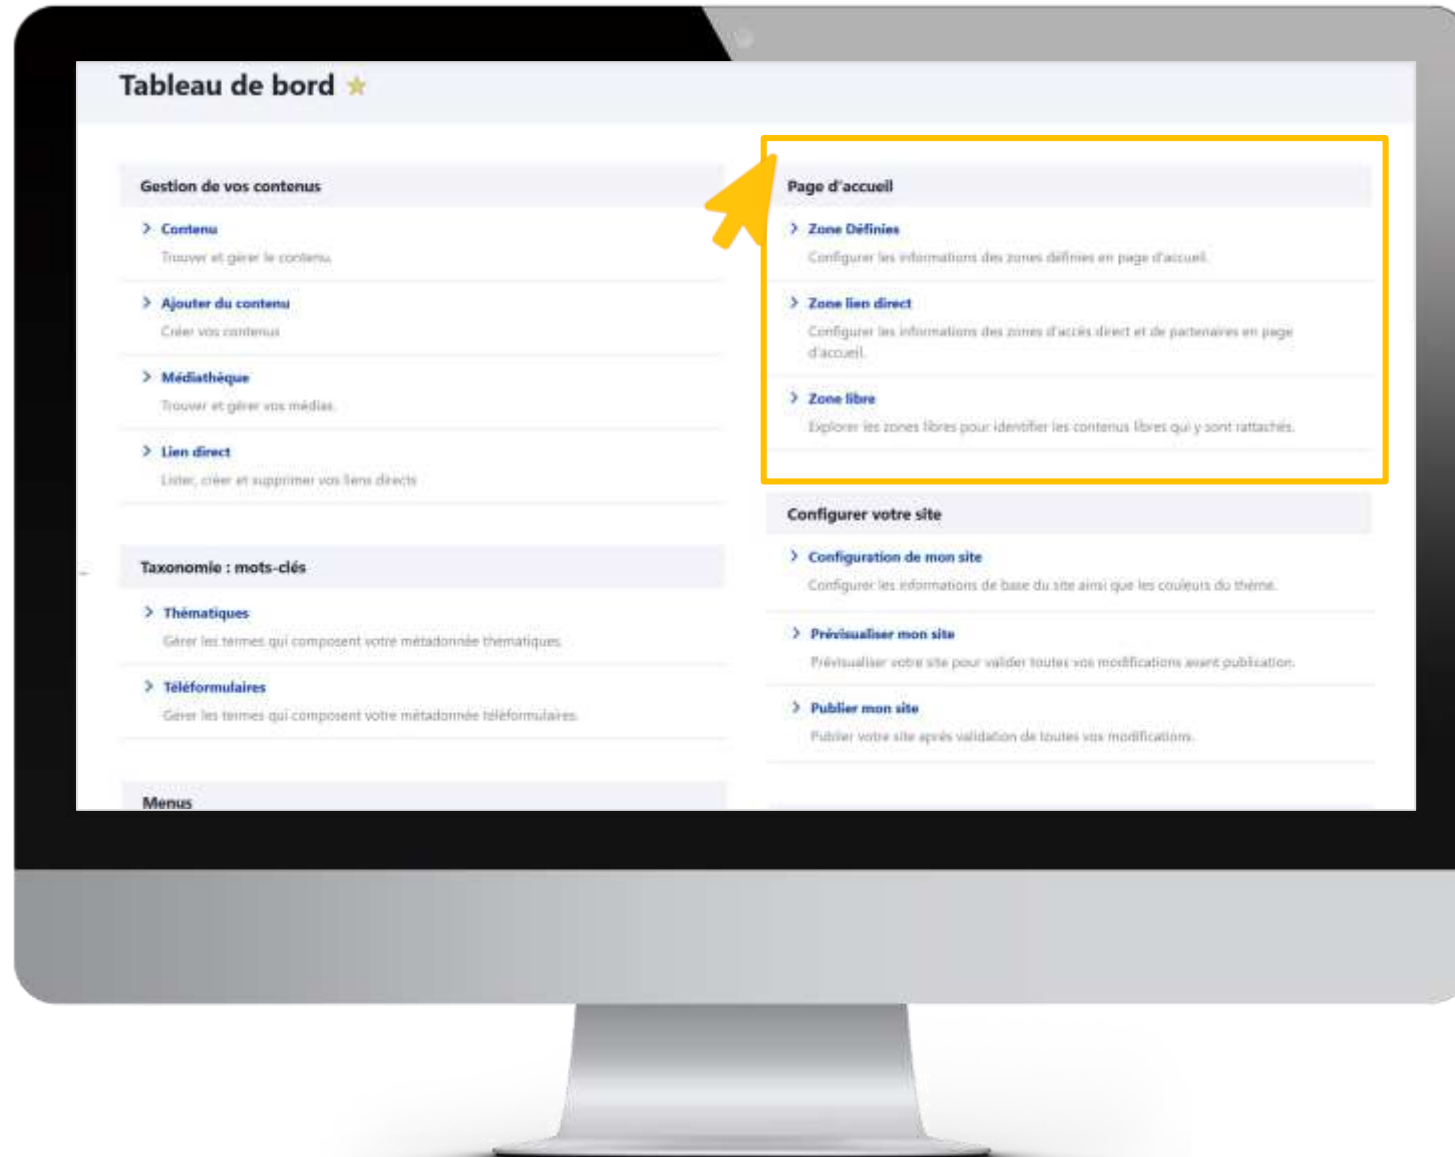 Tableau de bord
Gestion de vos contenus
Contenu
Trouver et gérer le contenu.
Ajouter du contenu
Créer vos contenus
Médiathèque
Trouver et gérer vos médias.
Lien direct
Lister, créer et supprimer vos liens directs
Taxonomie : mots-clés
Thématiques
Gérer les termes qui composent votre métadonnée thématiques.
Téléformulaires
Gérer les termes qui composent votre métadonnée téléformulaires.
Menus
Page d'accueil
Zone Définies
Configurer les informations des zones définies en page d'accueil.
Zone lien direct
Configurer les informations des zones d'accès direct et de partenaires en page
d'accueil.
Zone libre
Explorer les zones libres pour identifier les contenus libres qui y sont rattachés.
Configurer votre site
Configuration de mon site
Configurer les informations de base du site ainsi que les couleurs du thème.
Prévisualiser mon site
Prévisualiser votre site pour valider toutes vos modifications avant publication.
Publier mon site
Publier votre site après validation de toutes vos modifications.